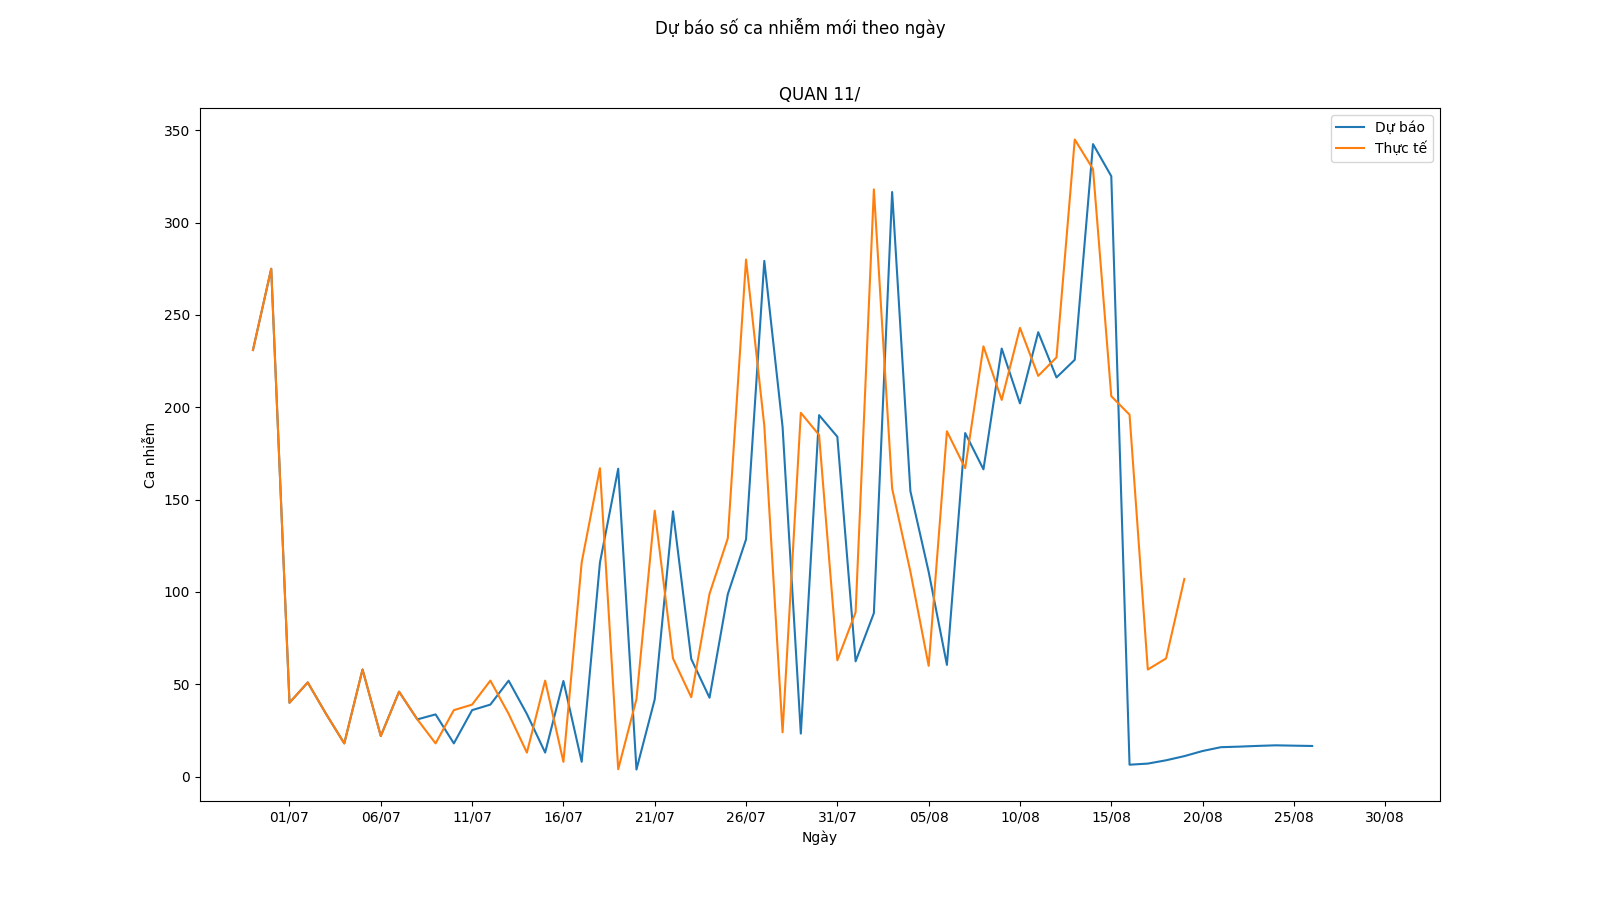 Dự báo số ca nhiễm mới theo ngày
QUAN 11/
Dự báo
Thực tế
350
300
250
200
150
100
50
0
Ca nhiễm
01/07 06/07 11/07 16/07 21/07 26/07 31/07 05/08 10/08 15/08 20/08 25/08 30/08
Ngày